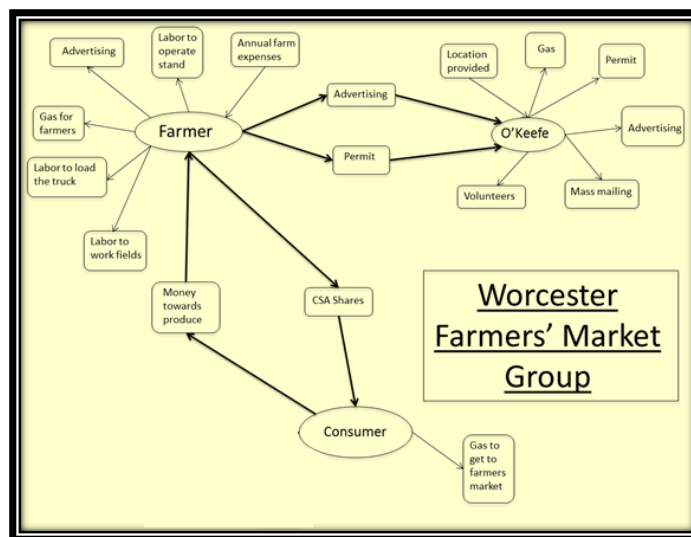 Advertising
Labor to
operate
stand
Annual farm
expenses
Location
provided
Gas
Permit
Gas for
farmers
Farmer
Advertising
Permit
O'Keefe
Advertising
Labor to load
the truck
Volunteers
Mass mailing
Labor to
work fields
Money
towards
produce
CSA Shares
Worcester
Farmers' Market
Group
Consumer
Gas to
get to
farmers
market